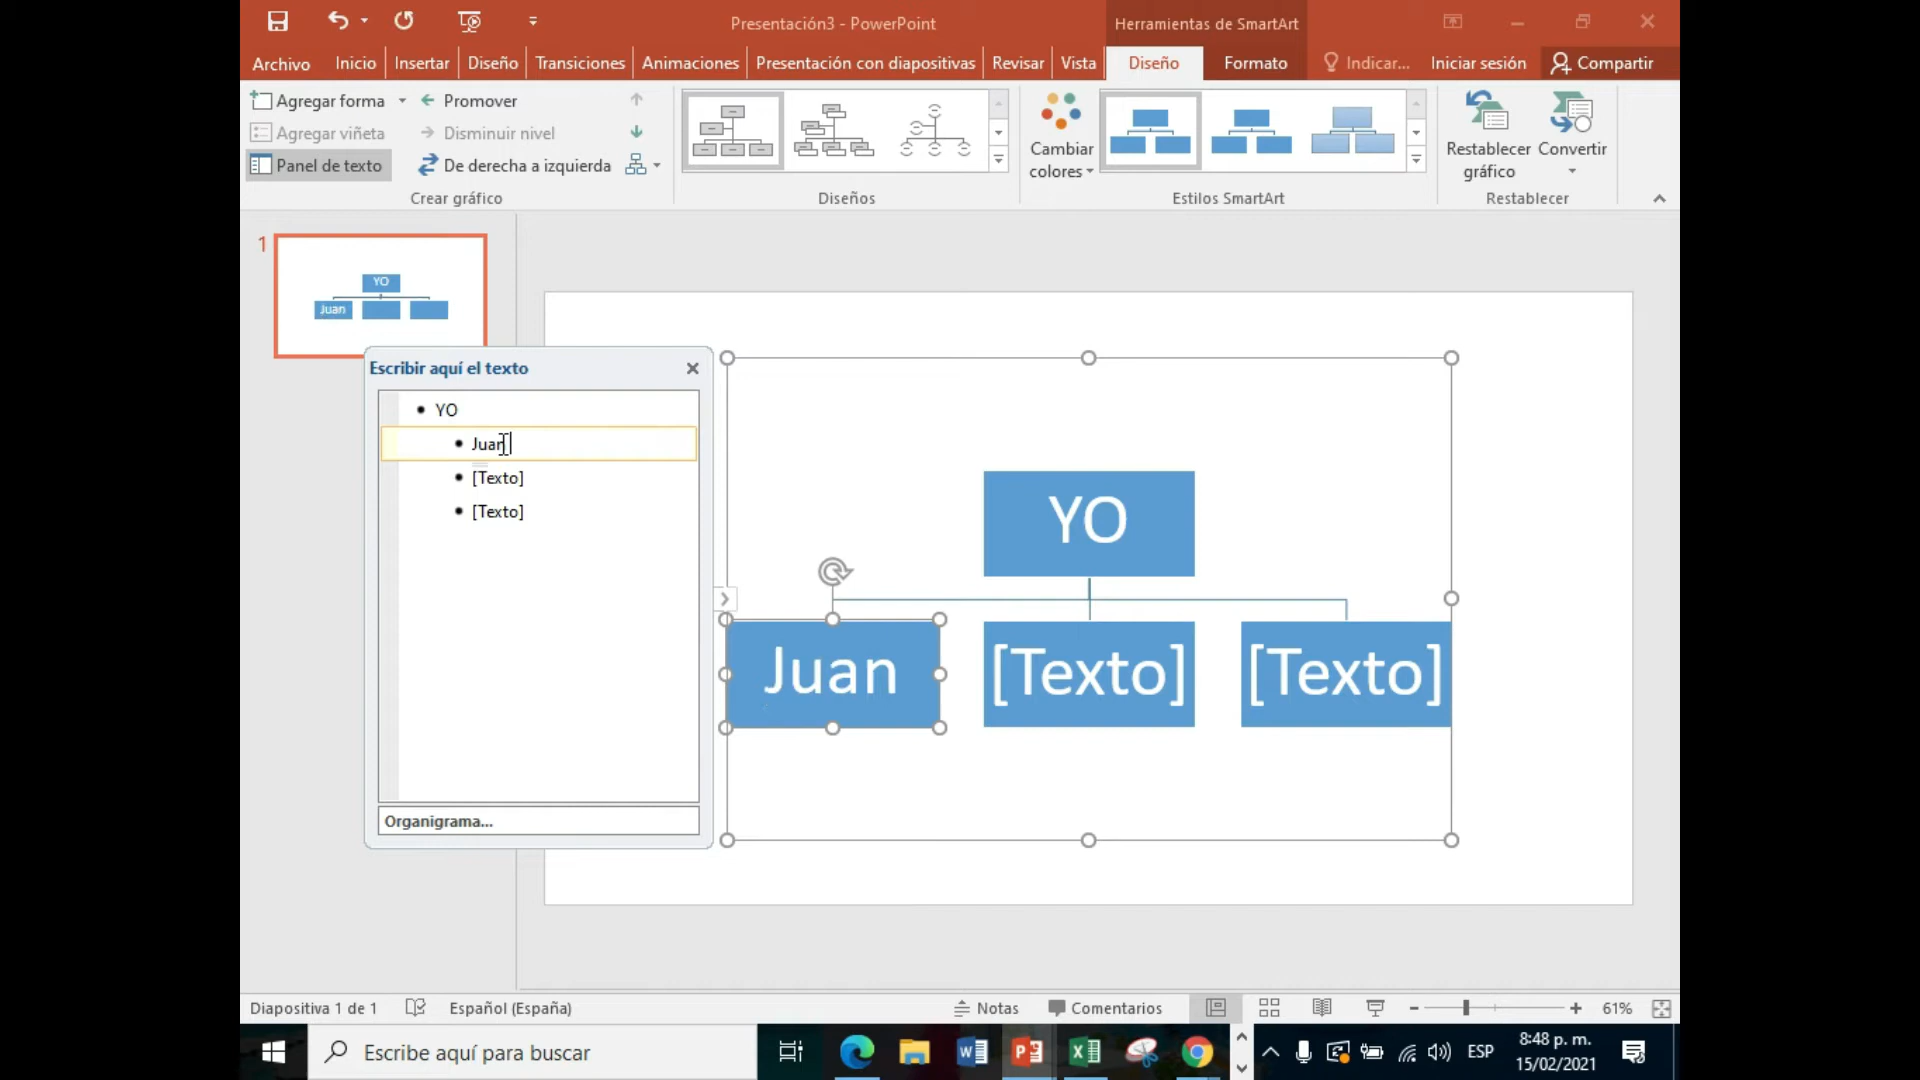 Presentación3 - PowerPoint
Herramientas de SmartArt
Archivo Inicio Insertar Diseño Transiciones Animaciones Presentación con diapositivas Revisar Vista Diseño Formato Indicar... Iniciar sesión Compartir
Agregar forma Promover
Agregar viñeta Disminuir nivel
Panel de texto De derecha a izquierda
Crear gráfico
Diseños
Cambiar
colores
Estilos SmartArt
Restablecer
gráfico
Convertir
Restablecer
1
YO
Juan
Escribir aquí el texto
YO
Juan
[Texto]
[Texto]
Organigrama...
YO
Juan [Texto] [Texto]
Diapositiva 1 de 1 Español (España) Notas Comentarios 61%
Escribe aquí para buscar
ESP
8:48 p. m.
15/02/2021